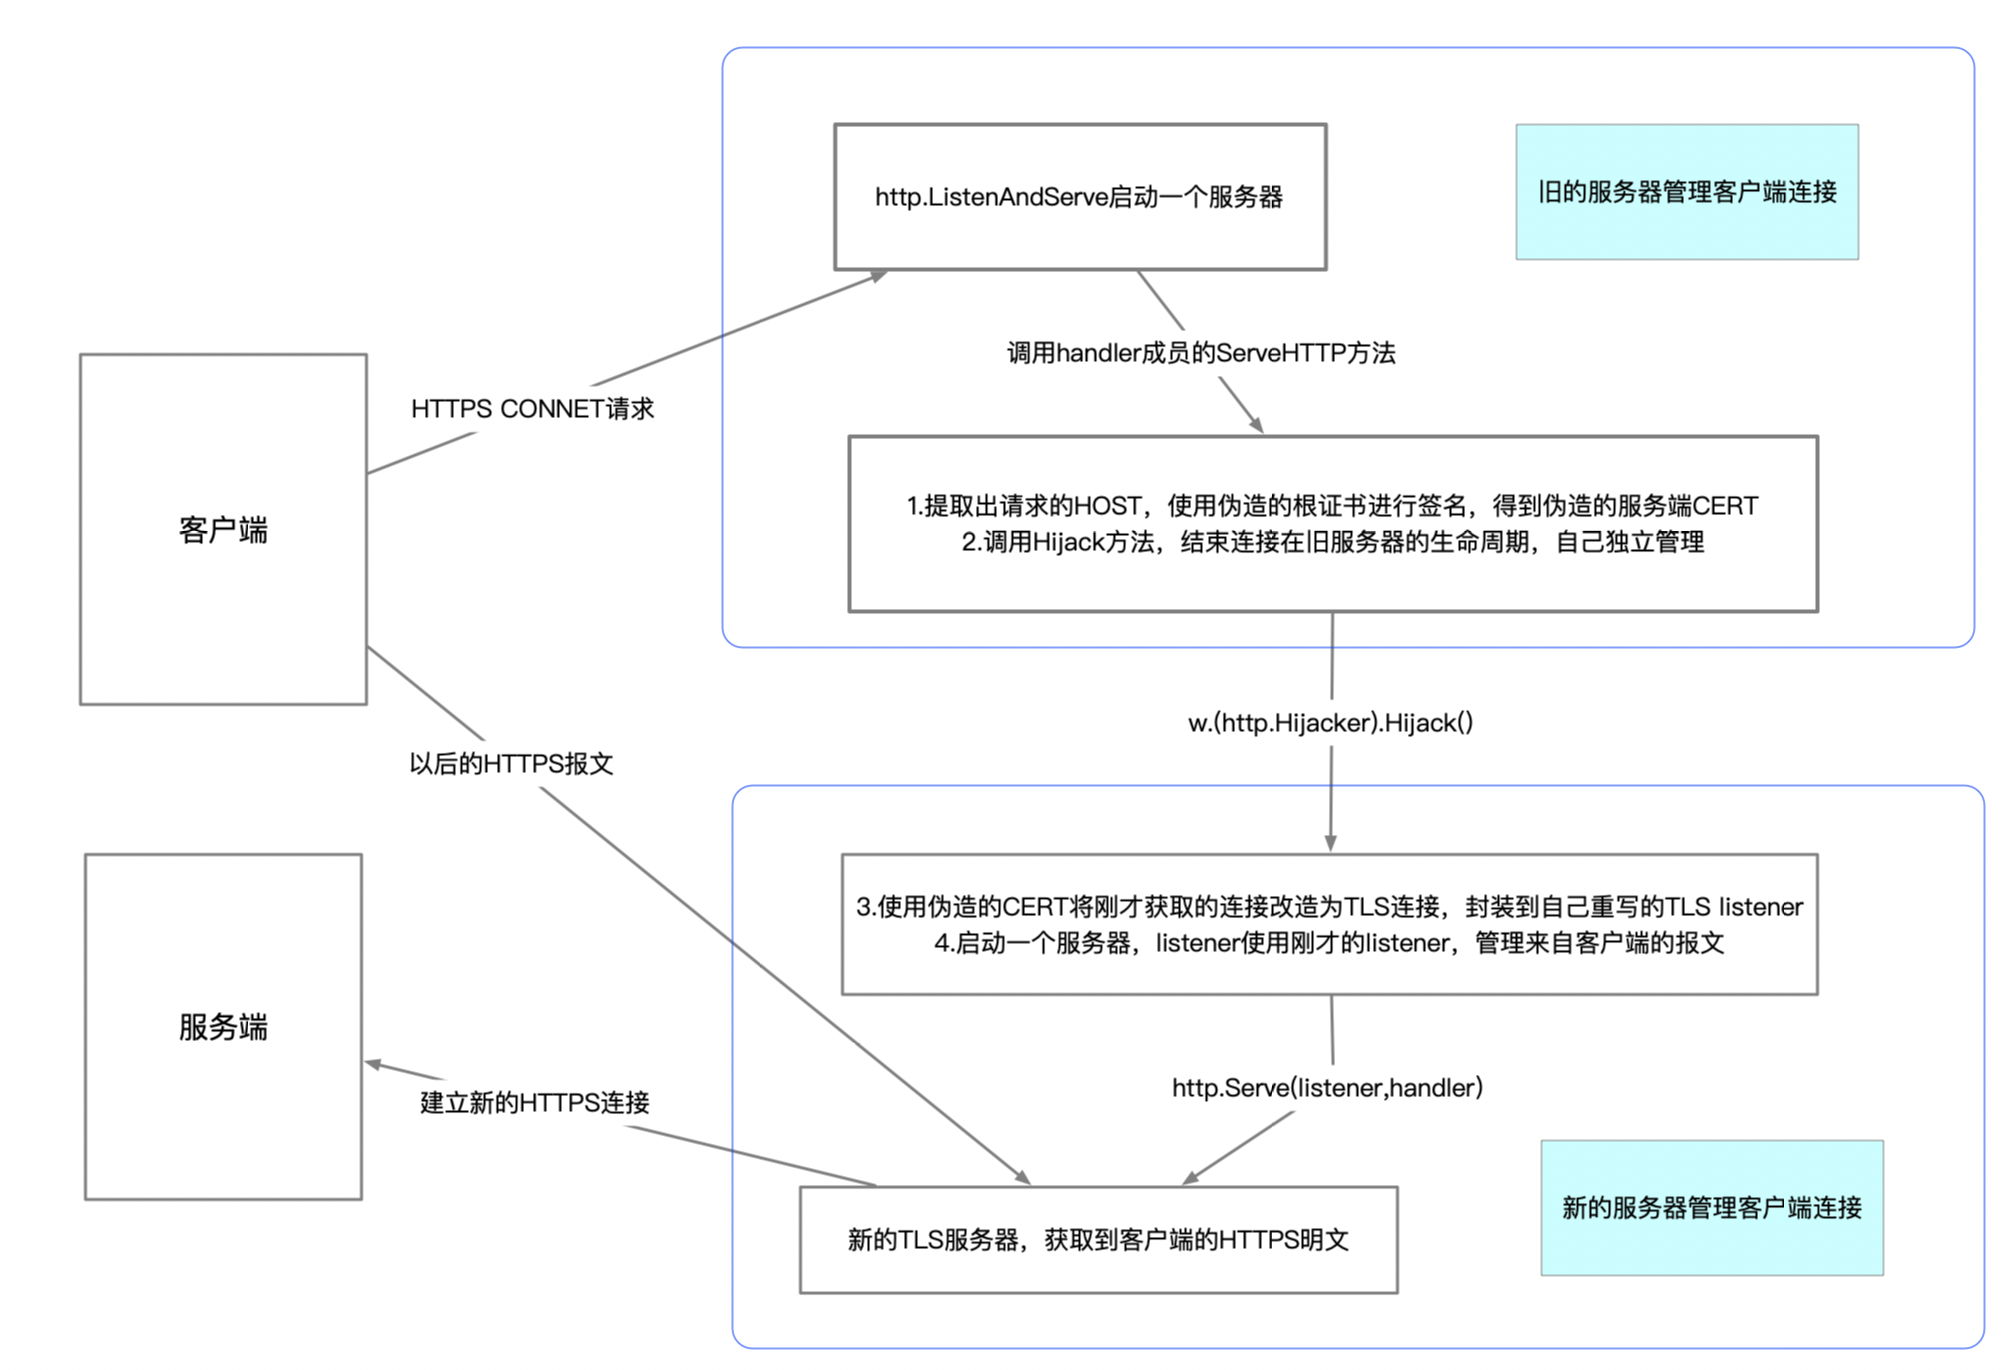 http.ListenAndServe启动一个服务器
旧的服务器管理客户端连接
调用handler成员的ServeHTTP方法
HTTPS CONNET请求
客户端
1.提取出请求的HOST，使用伪造的根证书进行签名，得到伪造的服务端CERT
2.调用Hijack方法，结束连接在旧服务器的生命周期，自己独立管理
w.(http.Hijacker).Hijack()
以后的HTTPS报文
3.使用伪造的CERT将刚才获取的连接改造为TLS连接，封装到自己重写的TLS listener
4.启动一个服务器，listener使用刚才的listener，管理来自客户端的报文
服务端
http.Serve(listener,handler)
建立新的HTTPS连接
新的服务器管理客户端连接
新的TLS服务器，获取到客户端的HTTPS明文